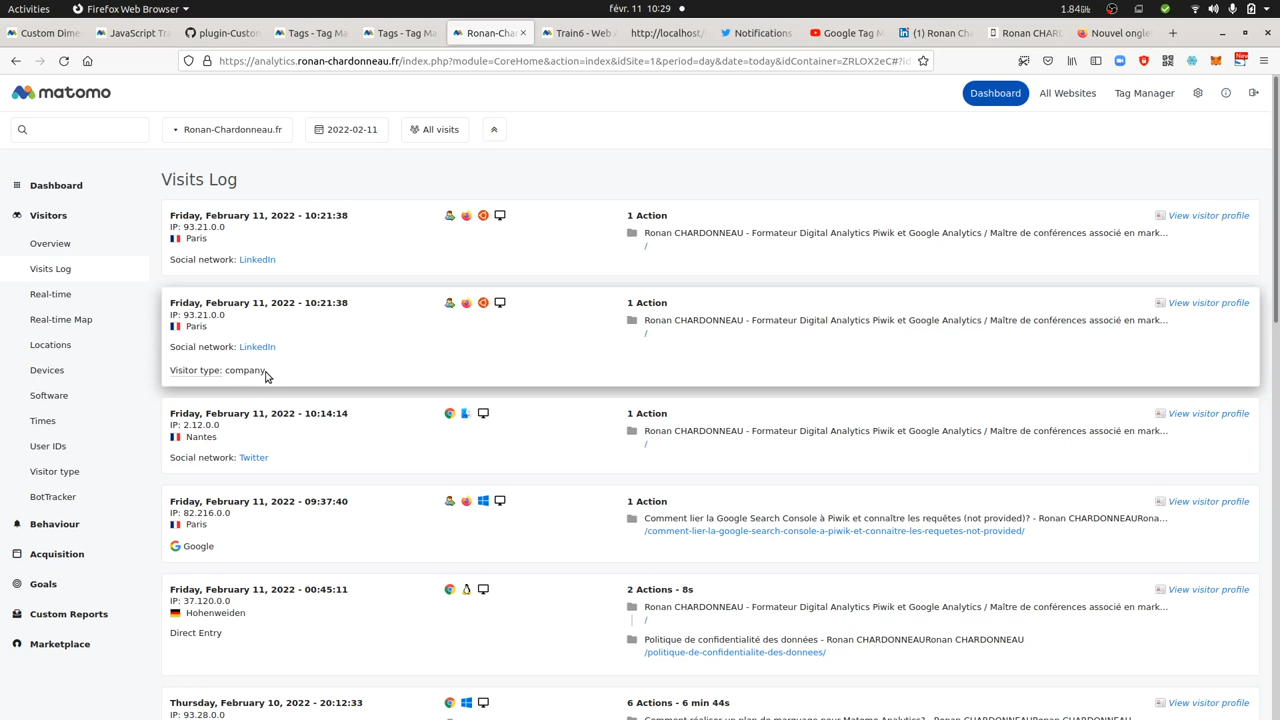 Activities
Firefox Web Browser
févr. 11 10:29
1.84GiB
Custom Dime
JavaScript Tra
plugin-Custon
Tags - Tag Ma
Tags - Tag Ma
Ronan-Char
Train6 - Web A
http://localhost/
Notifications
Google Tag M
(1) Ronan Ch
Ronan CHARD
Nouvel ongle
https://analytics.ronan-chardonneau.fr/index.php?module=CoreHome&action=index&idSite=1&period=day&date=today&idContainer=ZRLOX2eC#?id
New
matomo
Dashboard
All Websites
Tag Manager
Ronan-Chardonneau.fr
2022-02-11
All visits
Dashboard
Visitors
Overview
Visits Log
Real-time
Real-time Map
Locations
Devices
Software
Times
User IDs
Visitor type
BotTracker
Behaviour
Acquisition
Goals
Custom Reports
Marketplace
Visits Log
Friday, February 11, 2022 - 10:21:38
IP: 93.21.0.0
Paris
Social network: LinkedIn
1 Action
Ronan CHARDONNEAU - Formateur Digital Analytics Piwik et Google Analytics / Maître de conférences associé en mark...
/
View visitor profile
Friday, February 11, 2022 - 10:21:38
IP: 93.21.0.0
Paris
Social network: LinkedIn
Visitor type: company
1 Action
Ronan CHARDONNEAU - Formateur Digital Analytics Piwik et Google Analytics / Maître de conférences associé en mark...
/
View visitor profile
Friday, February 11, 2022 - 10:14:14
IP: 2.12.0.0
Nantes
Social network: Twitter
1 Action
Ronan CHARDONNEAU - Formateur Digital Analytics Piwik et Google Analytics / Maître de conférences associé en mark...
/
View visitor profile
Friday, February 11, 2022 - 09:37:40
IP: 82.216.0.0
Paris
Google
1 Action
Comment lier la Google Search Console à Piwik et connaître les requêtes (not provided)? - Ronan CHARDONNEAURona...
/comment-lier-la-google-search-console-a-piwik-et-connaitre-les-requetes-not-provided/
View visitor profile
Friday, February 11, 2022 - 00:45:11
IP: 37.120.0.0
Hohenweiden
Direct Entry
2 Actions - 8s
Ronan CHARDONNEAU - Formateur Digital Analytics Piwik et Google Analytics / Maître de conférences associé en mark...
/
Politique de confidentialité des données - Ronan CHARDONNEAURonan CHARDONNEAU
/politique-de-confidentialite-des-donnees/
View visitor profile
Thursday, February 10, 2022 - 20:12:33
IP: 93.28.0.0
6 Actions - 6 min 44s
Comment réaliser un plan de marquage pour Matomo Analytics? - Ronan CHARDONNEAURonan CHARDONNEAU
View visitor profile